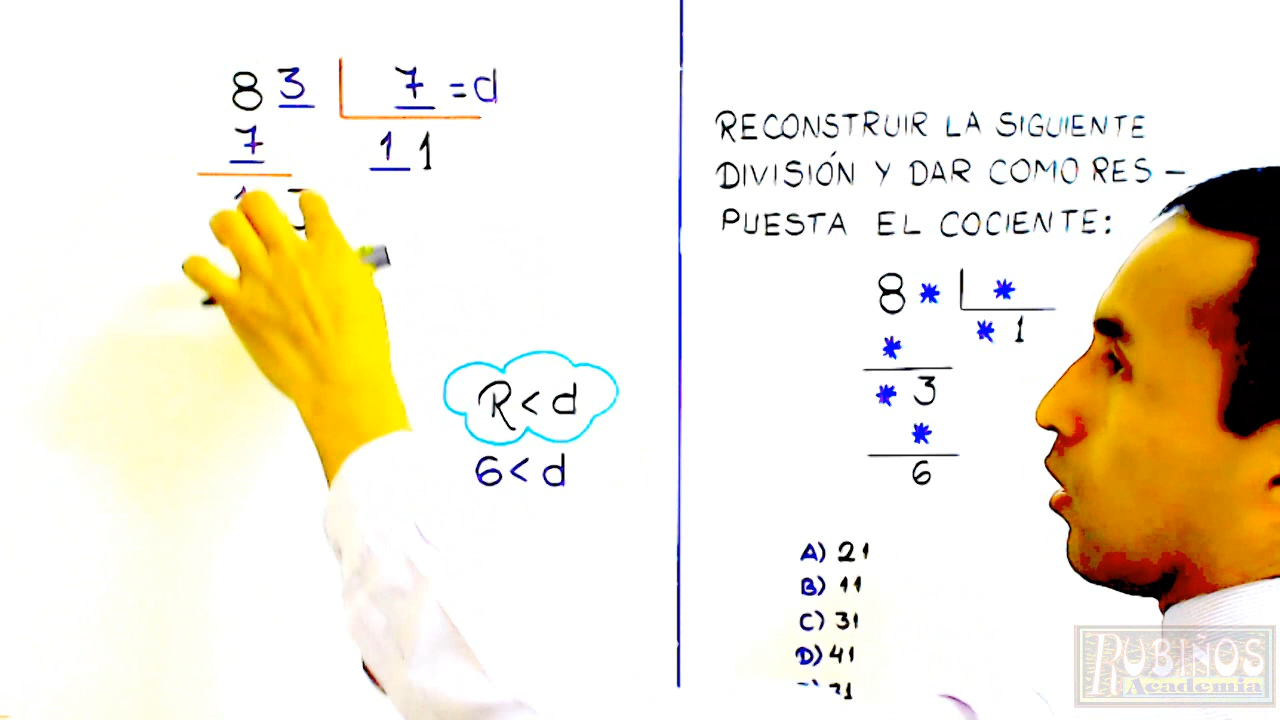 8 3 7 = d
7 1 1
R < d
6 < d
RECONSTRUIR LA SIGUIENTE
DIVISIÓN Y DAR COMO RES-
PUESTA EL COCIENTE:
8 * *
* * 1
* 3
*
6
A) 21
B) 11
C) 31
D) 41
RUBIÑOS
Academia